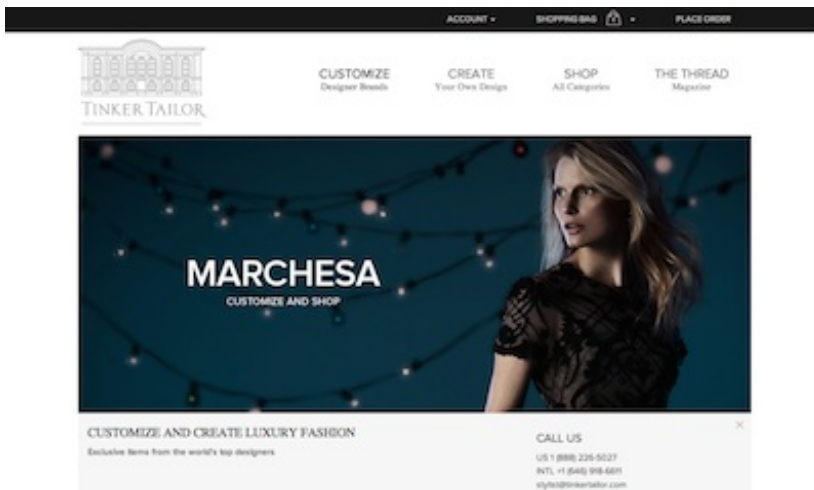 ACCOUNT
SHOPPING BAG
PLACE ORDER
TINKER TAILOR
CUSTOMIZE
Designer Brands
CREATE
Your Own Design
SHOP
All Categories
THE THREAD
Magazine
MARCHESA
CUSTOMIZE AND SHOP
CUSTOMIZE AND CREATE LUXURY FASHION
Exclusive items from the world's top designers
CALL US
US 1 (888) 226-5027
INTL +1 (646) 918-6611
@tinkertailor.com